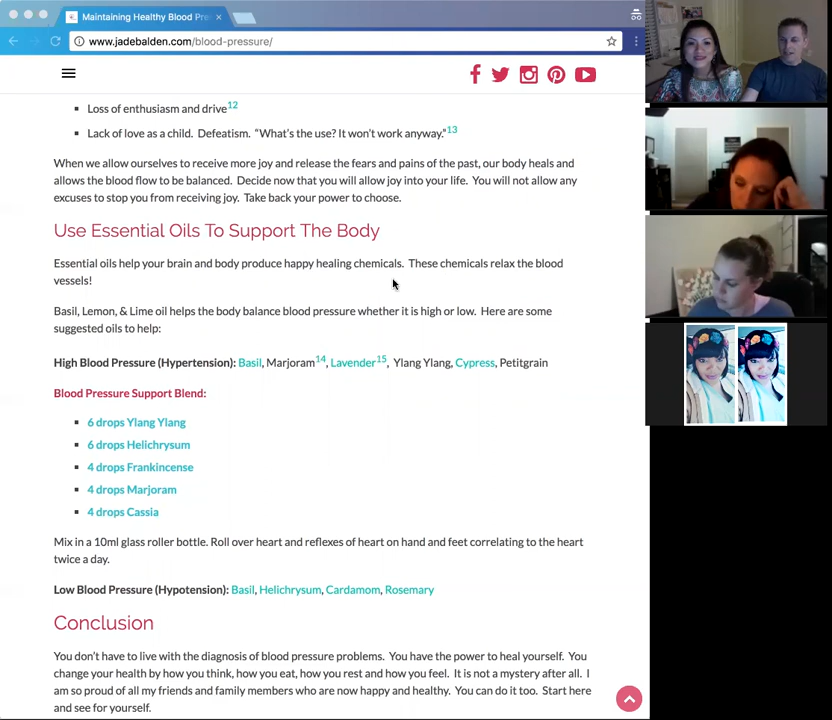 Maintaining Healthy Blood Pre
www.jadebalden.com/blood-pressure/
Loss of enthusiasm and drive12
Lack of love as a child. Defeatism. “What’s the use? It won’t work anyway.”13
When we allow ourselves to receive more joy and release the fears and pains of the past, our body heals and
allows the blood flow to be balanced. Decide now that you will allow joy into your life. You will not allow any
excuses to stop you from receiving joy. Take back your power to choose.
Use Essential Oils To Support The Body
Essential oils help your brain and body produce happy healing chemicals. These chemicals relax the blood
vessels!
Basil, Lemon, & Lime oil helps the body balance blood pressure whether it is high or low. Here are some
suggested oils to help:
High Blood Pressure (Hypertension): Basil, Marjoram14, Lavender15, Ylang Ylang, Cypress, Petitgrain
Blood Pressure Support Blend:
6 drops Ylang Ylang
6 drops Helichrysum
4 drops Frankincense
4 drops Marjoram
4 drops Cassia
Mix in a 10ml glass roller bottle. Roll over heart and reflexes of heart on hand and feet correlating to the heart
twice a day.
Low Blood Pressure (Hypotension): Basil, Helichrysum, Cardamom, Rosemary
Conclusion
You don’t have to live with the diagnosis of blood pressure problems. You have the power to heal yourself. You
change your health by how you think, how you eat, how you rest and how you feel. It is not a mystery after all. I
am so proud of all my friends and family members who are now happy and healthy. You can do it too. Start here
and see for yourself.